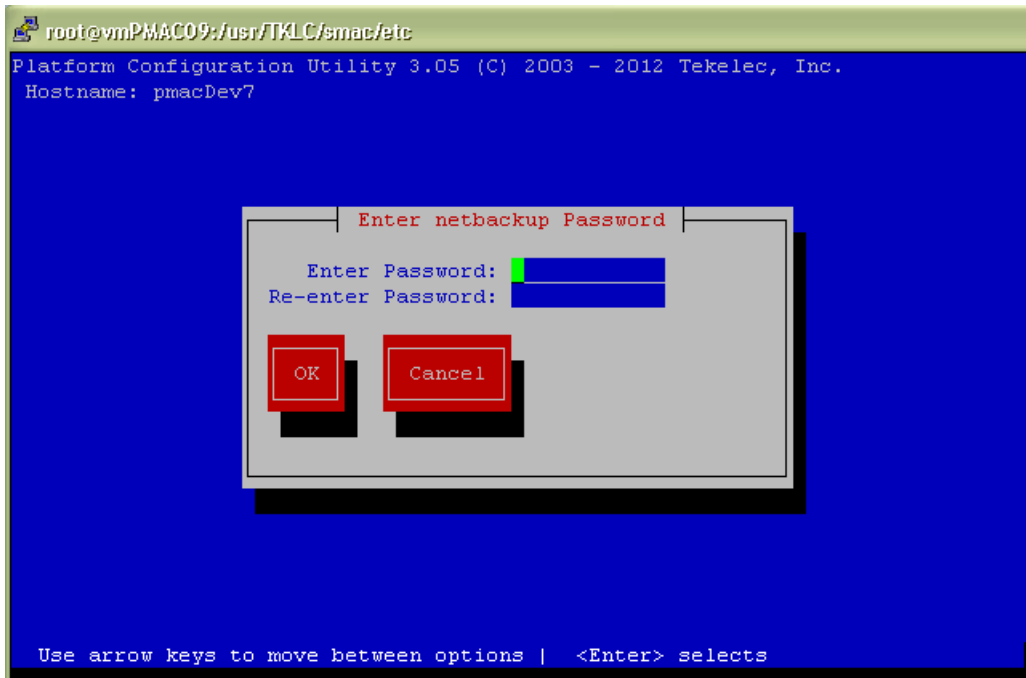 root@vmPMAC09:/usr/TKLC/smac/etc
Platform Configuration Utility 3.05 (C) 2003 - 2012 Tekelec, Inc.
Hostname: pmacDev7
Enter netbackup Password
Enter Password:
Re-enter Password:
OK Cancel
Use arrow keys to move between options | <Enter> selects